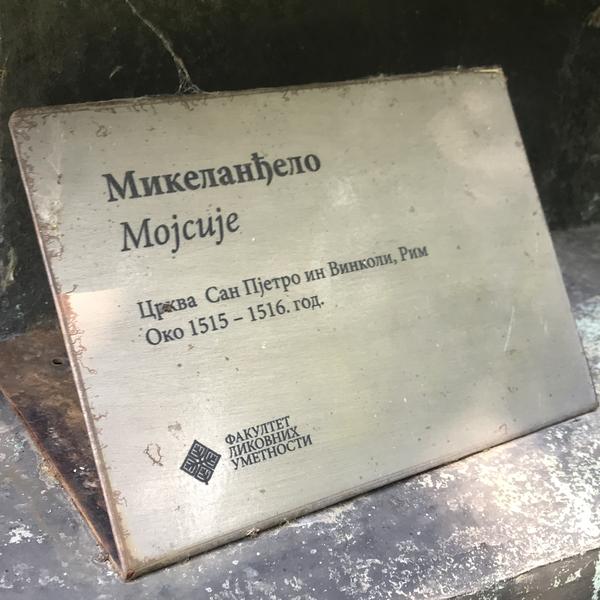 Микеланђело
Мојсије
Црква Сан Пјетро ин Винколи, Рим
Око 1515 – 1516. год.
ФАКУЛТЕТ
ЛИКОВНИХ
УМЕТНОСТИ